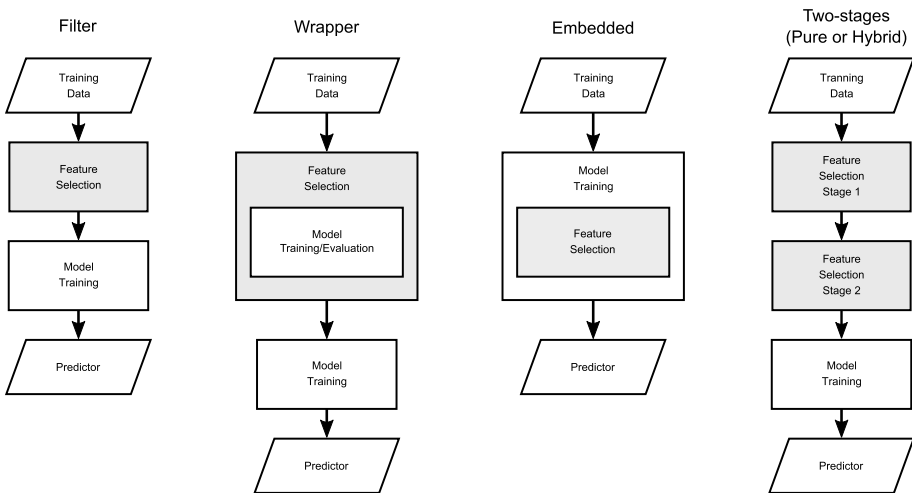 Filter
Training
Data
Feature
Selection
Model
Training
Predictor
Wrapper
Training
Data
Feature
Selection
Model
Training/Evaluation
Model
Training
Predictor
Embedded
Training
Data
Model
Training
Feature
Selection
Predictor
Two-stages
(Pure or Hybrid)
Tranning
Data
Feature
Selection
Stage 1
Feature
Selection
Stage 2
Model
Training
Predictor